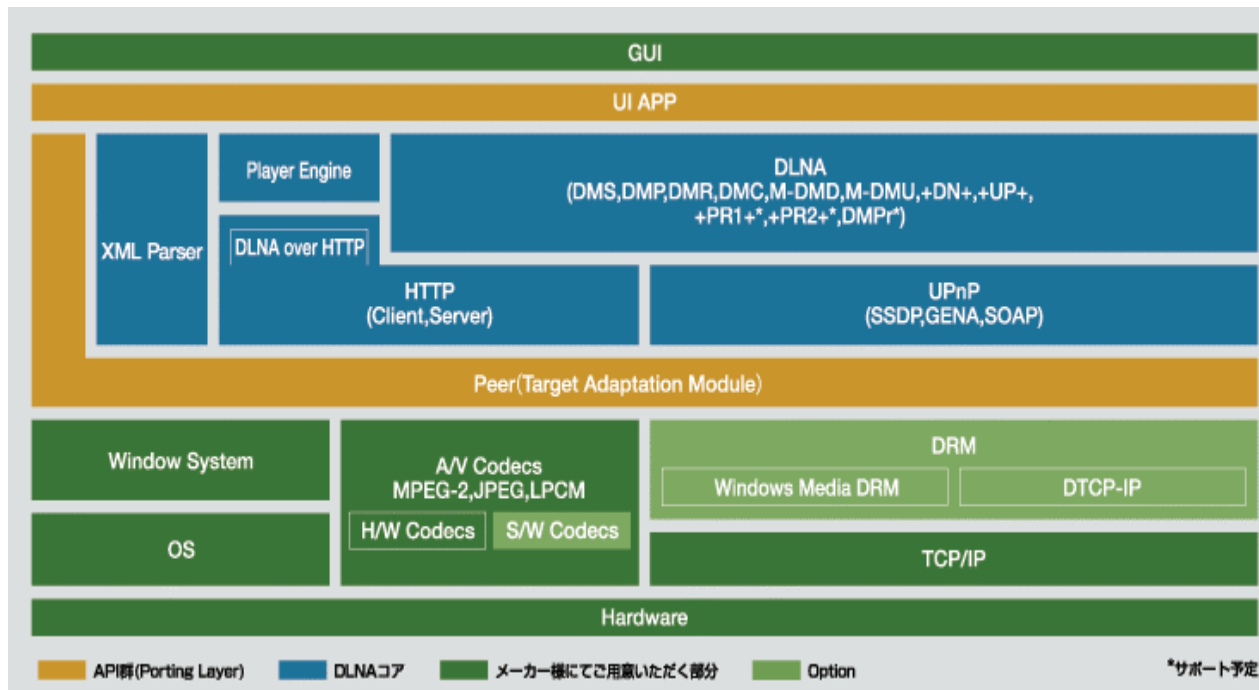 GUI
UI APP
XML Parser
Player Engine
DLNA over HTTP
HTTP
(Client,Server)
DLNA
(DMS,DMP,DMR,DMC,M-DMD,M-DMU,+DN+,+UP+,
+PR1+*,+PR2+*,DMPr*)
UPnP
(SSDP,GENA,SOAP)
Peer(Target Adaptation Module)
Window System
OS
A/V Codecs
MPEG-2,JPEG,LPCM
H/W Codecs
S/W Codecs
DRM
Windows Media DRM
DTCP-IP
TCP/IP
Hardware
API群(Porting Layer)
DLNAコア
メーカー様にてご用意いただく部分
Option
*サポート予定